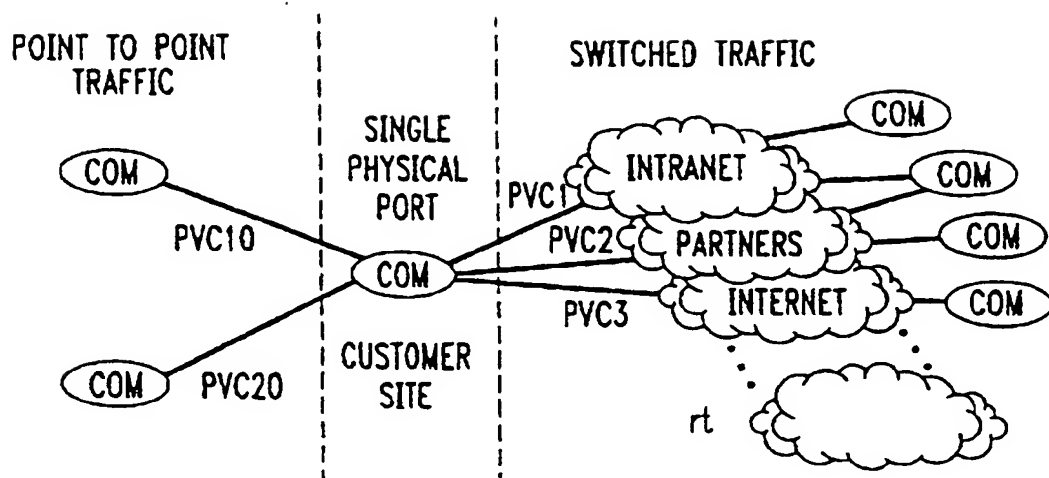 POINT TO POINT
TRAFFIC
SINGLE
PHYSICAL
PORT
SWITCHED TRAFFIC
COM
COM
INTRANET
COM
PVC1
PVC10
PVC2
PARTNERS
COM
COM
INTERNET
COM
PVC3
COM
PVC20
CUSTOMER
SITE
rt